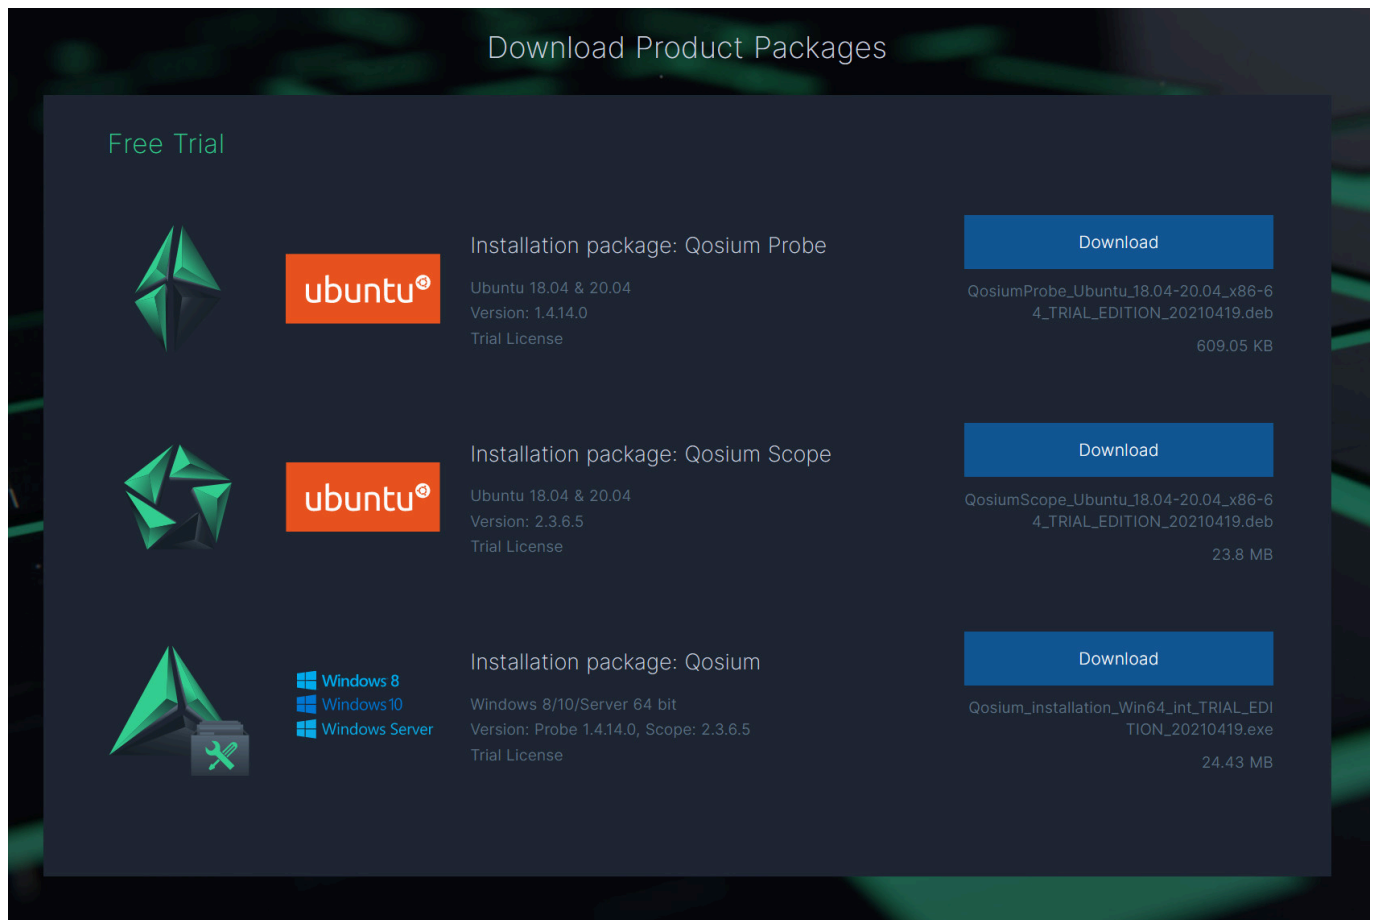 Download Product Packages
Free Trial
ubuntu
Installation package: Qosium Probe
Ubuntu 18.04 & 20.04
Version: 1.4.14.0
Trial License
Download
QosiumProbe_Ubuntu_18.04-20.04_x86-6
4_TRIAL_EDITION_20210419.deb
609.05 KB
ubuntu
Installation package: Qosium Scope
Ubuntu 18.04 & 20.04
Version: 2.3.6.5
Trial License
Download
QosiumScope_Ubuntu_18.04-20.04_x86-6
4_TRIAL_EDITION_20210419.deb
23.8 MB
Windows 8
Windows 10
Windows Server
Installation package: Qosium
Windows 8/10/Server 64 bit
Version: Probe 1.4.14.0, Scope: 2.3.6.5
Trial License
Download
Qosium_installation_Win64_int_TRIAL_EDI
TION_20210419.exe
24.43 MB